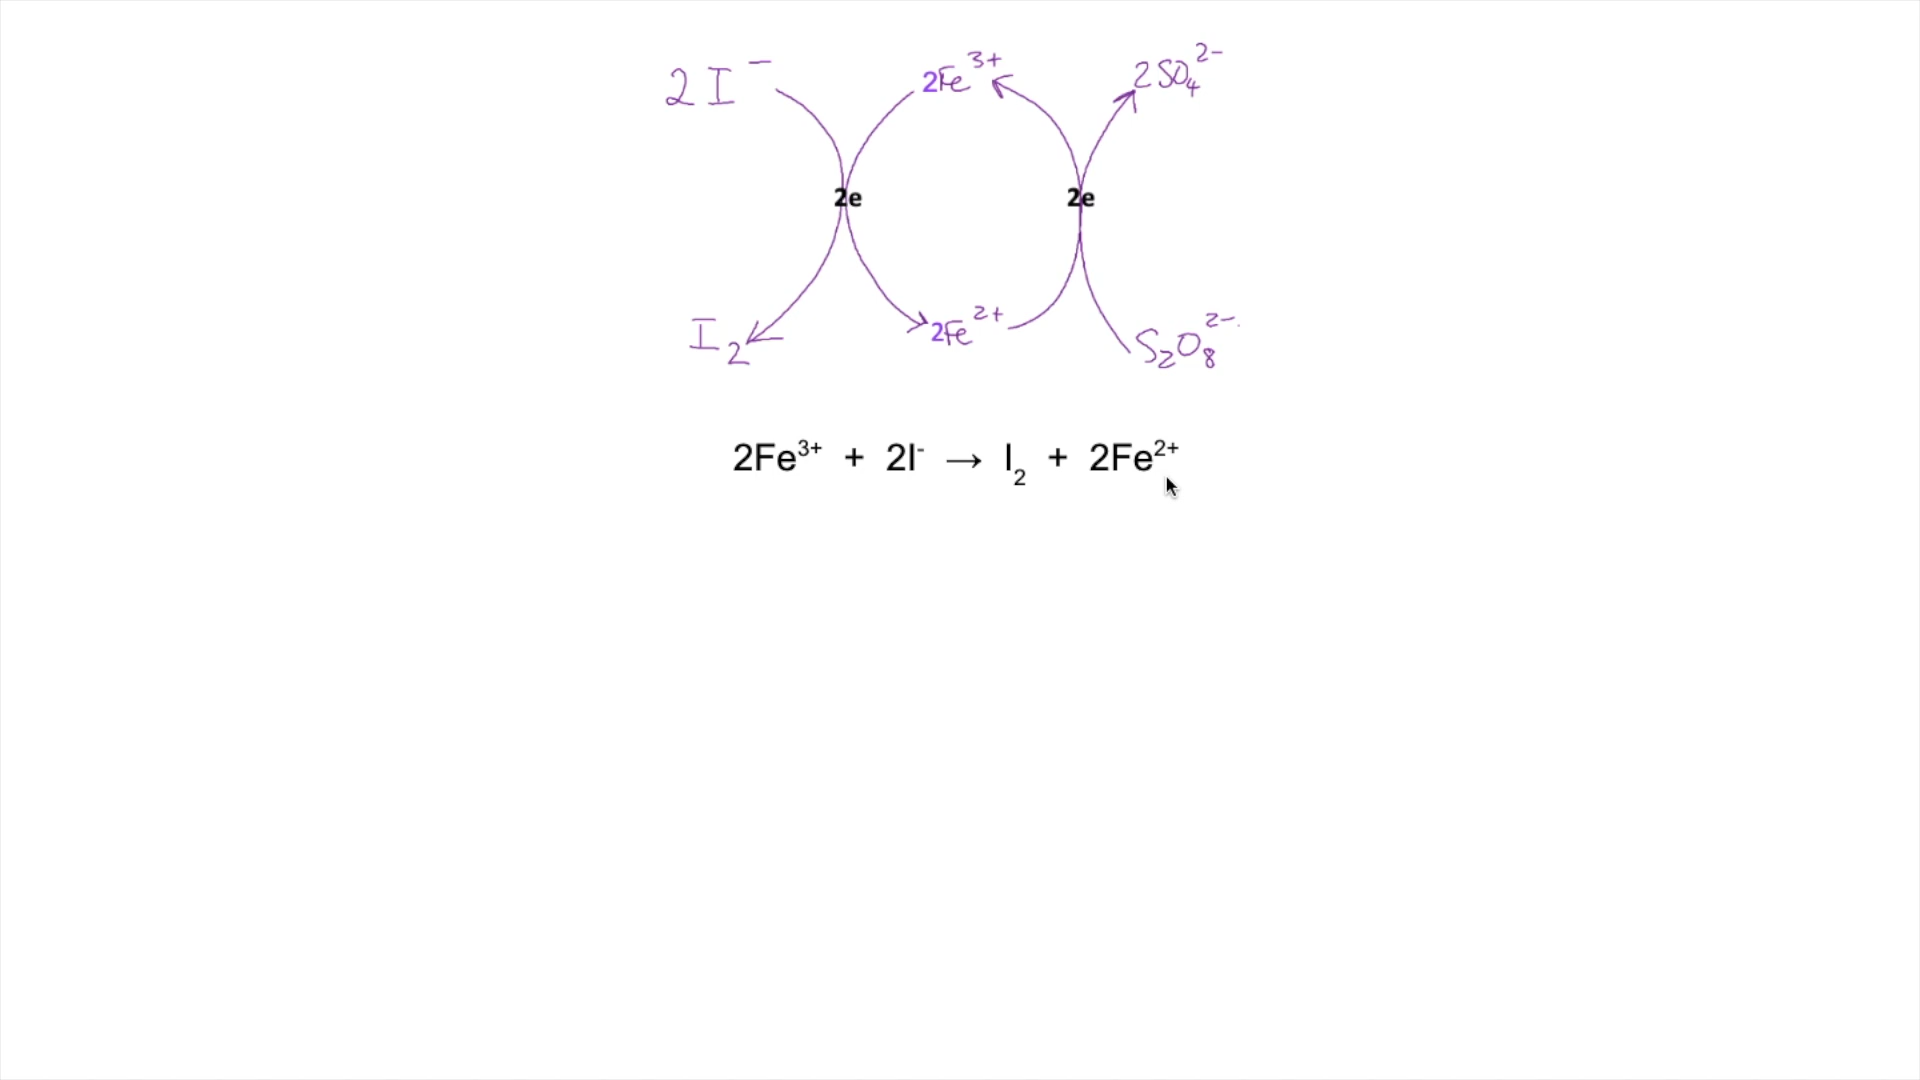 2I⁻ 2Fe³⁺ 2SO₄²⁻
2e 2e
I₂ 2Fe²⁺ S₂O₈²⁻
2Fe³⁺ + 2I⁻ → I₂ + 2Fe²⁺